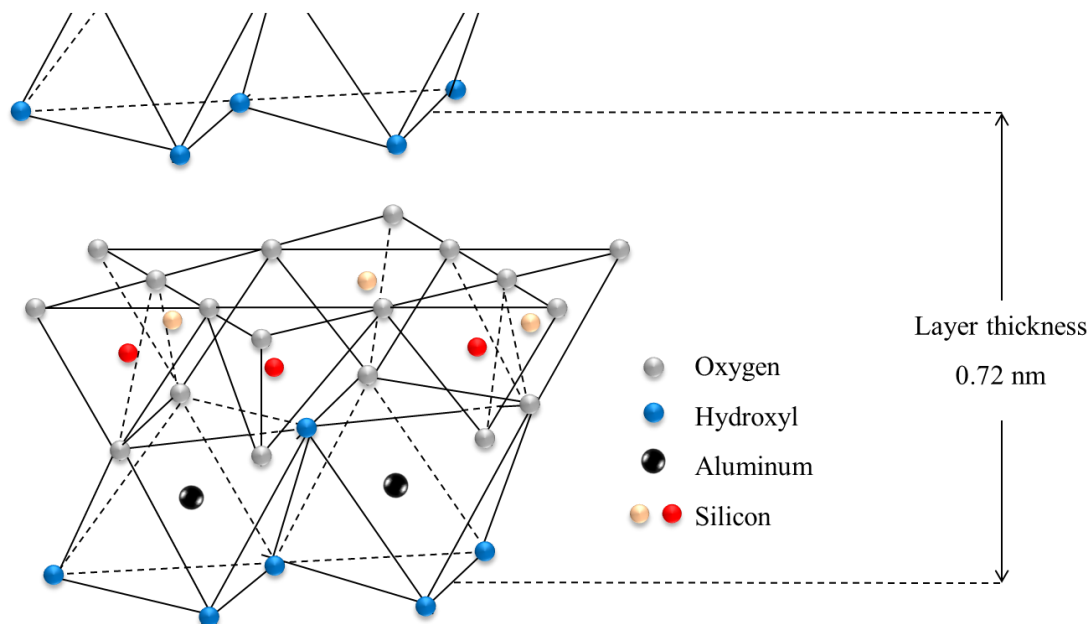 Layer thickness
0.72 nm
Oxygen
Hydroxyl
Aluminum
Silicon